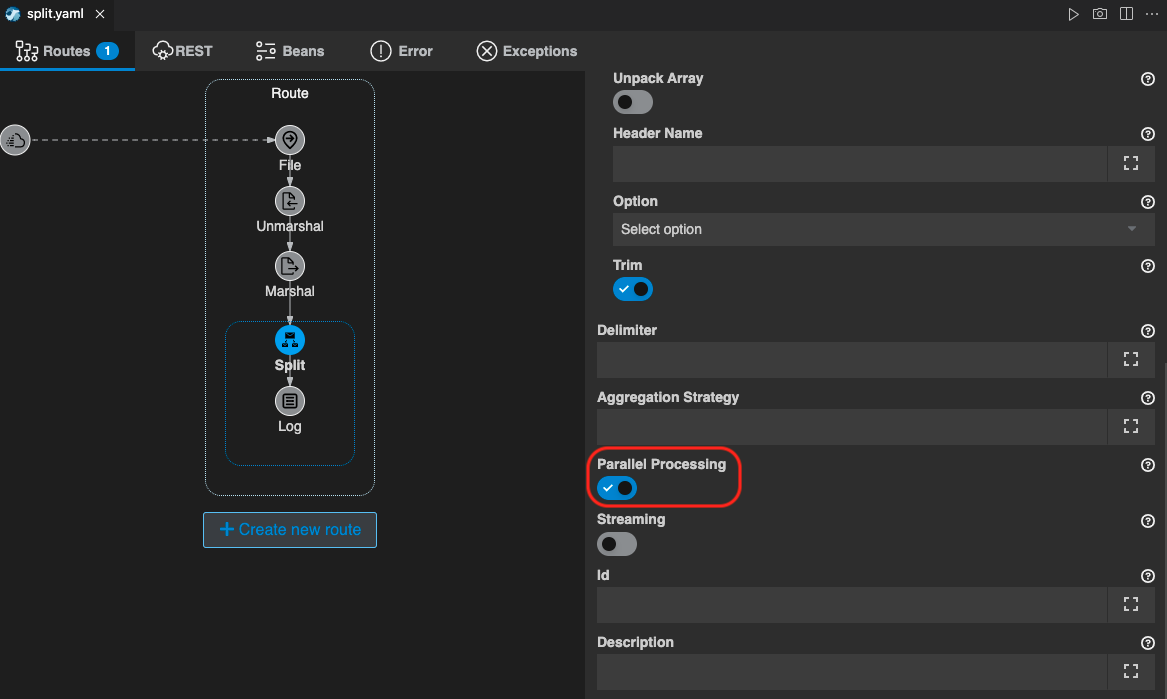 split.yaml
Routes 1 REST Beans Error Exceptions
Route
File
Unmarshal
Marshal
Split
Log
Create new route
Unpack Array
Header Name
Option
Select option
Trim
Delimiter
Aggregation Strategy
Parallel Processing
Streaming
Id
Description